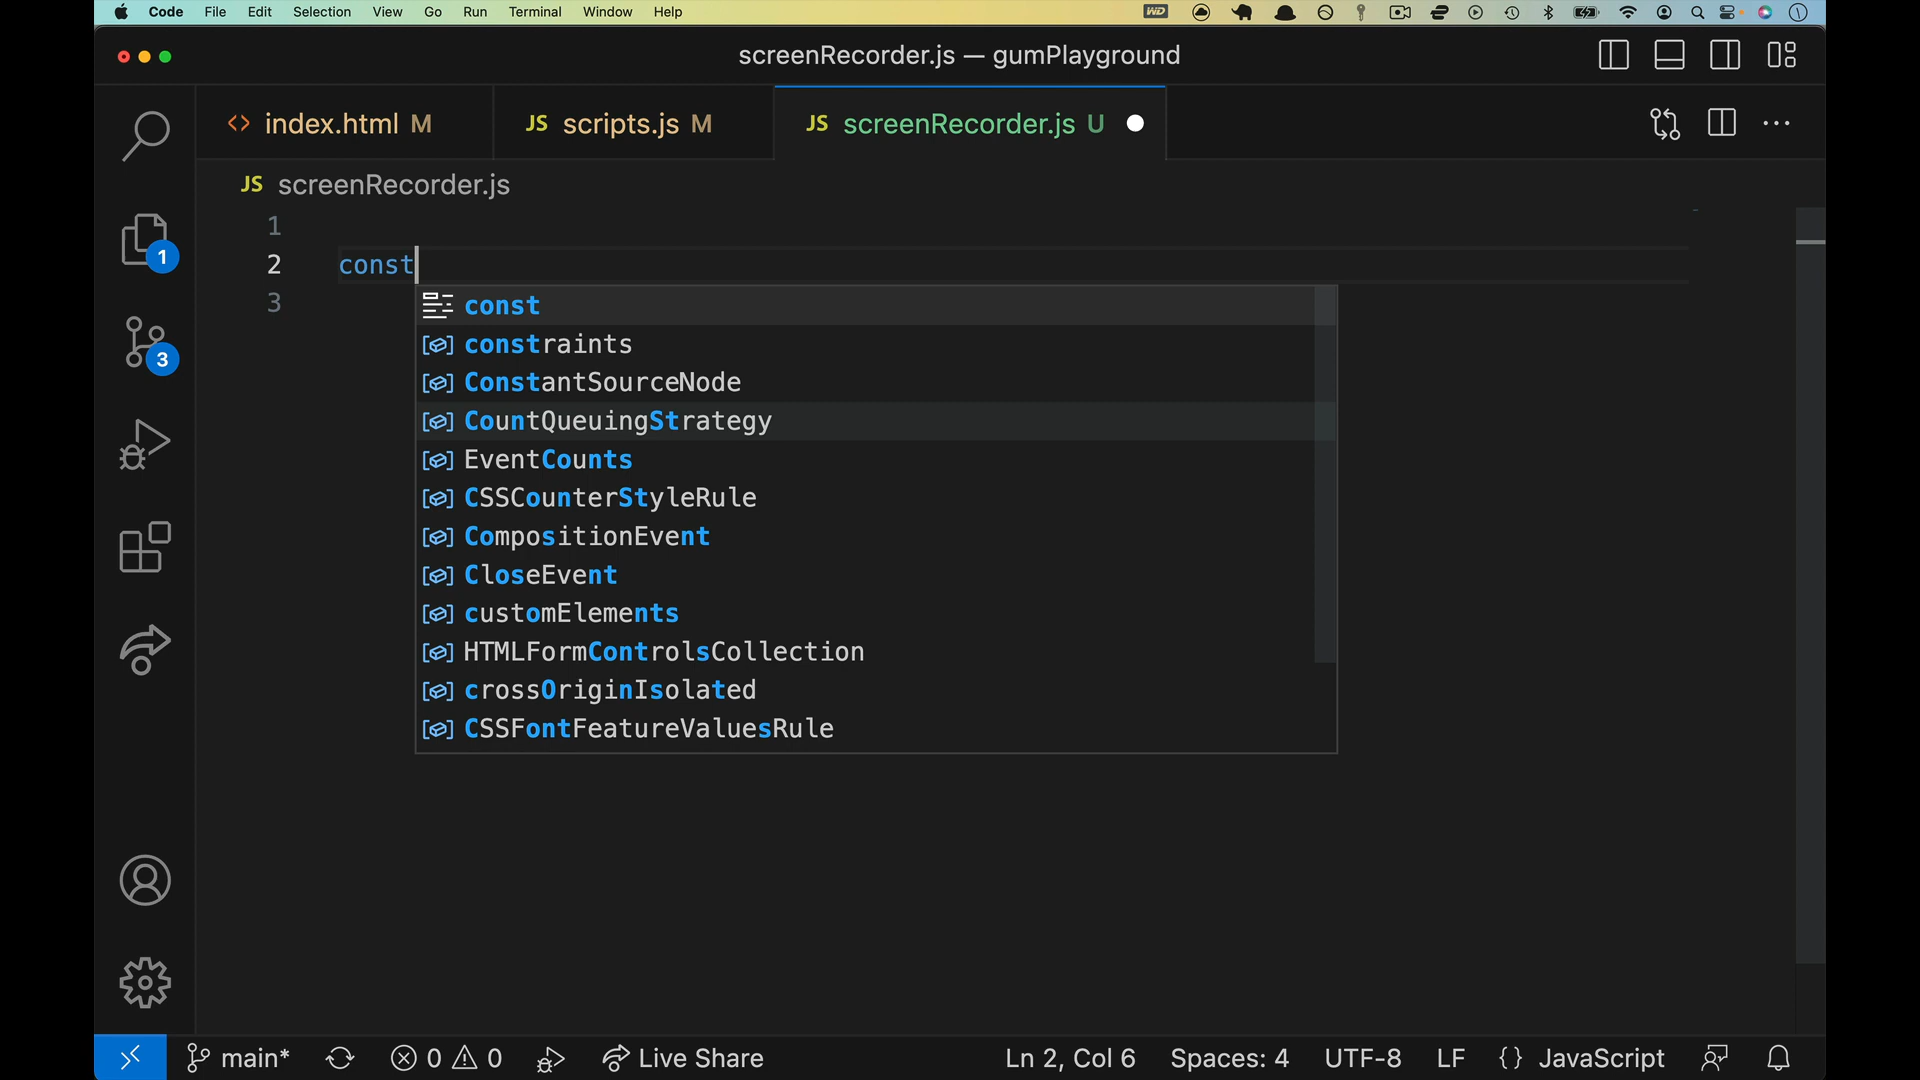 Code File Edit Selection View Go Run Terminal Window Help WD
screenRecorder.js — gumPlayground
index.html M
JS scripts.js M
JS screenRecorder.js U
JS screenRecorder.js
1
2 const
3
const
constraints
ConstantSourceNode
CountQueuingStrategy
EventCounts
CSSCounterStyleRule
CompositionEvent
CloseEvent
customElements
HTMLFormControlsCollection
crossOriginIsolated
CSSFontFeatureValuesRule
1
3
main* 0 0 Live Share Ln 2, Col 6 Spaces: 4 UTF-8 LF {} JavaScript